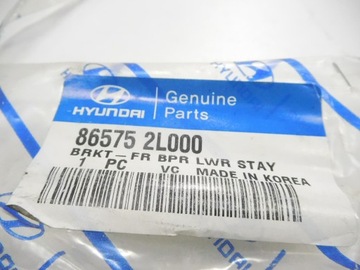 HYUNDAI
Genuine
Parts
86575 2L000
BRKT-FR BPR LWR STAY
1 PC VC MADE IN KOREA